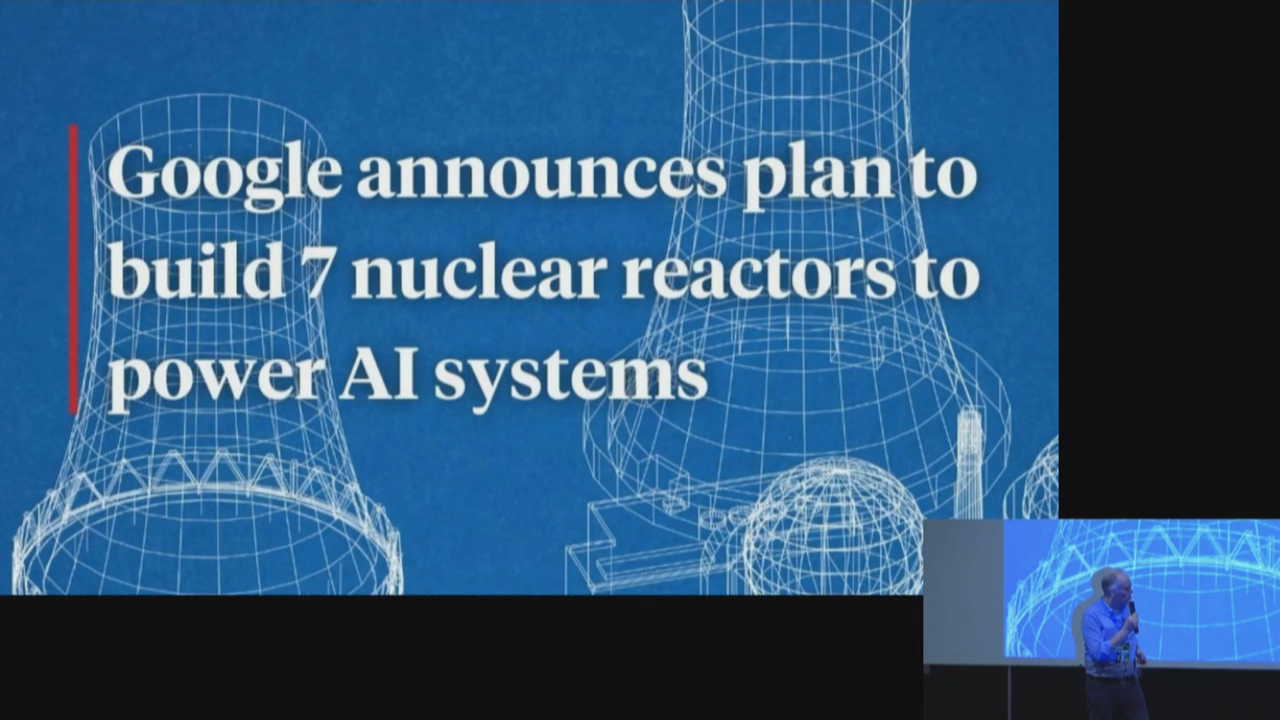 Google announces plan to
build 7 nuclear reactors to
power AI systems